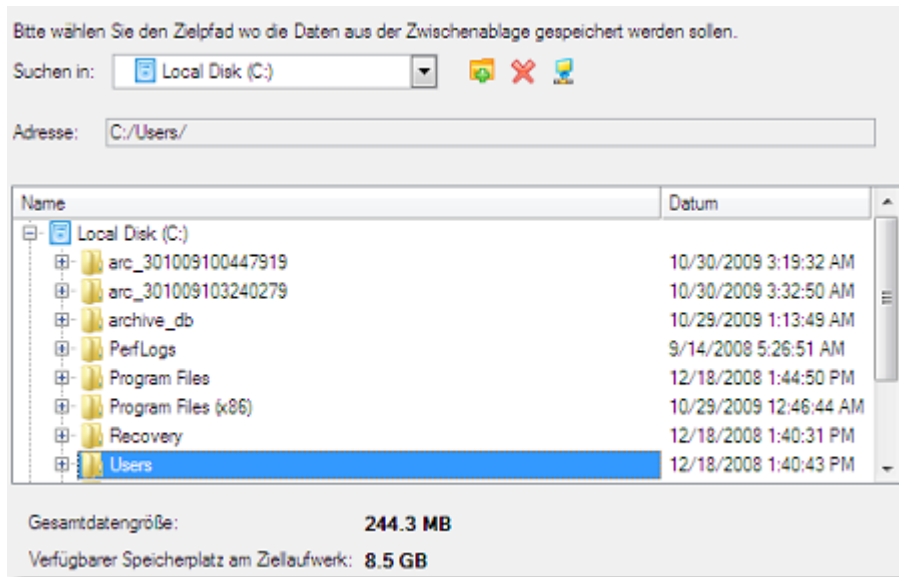 Bitte wählen Sie den Zielpfad wo die Daten aus der Zwischenablage gespeichert werden sollen.
Suchen in: Local Disk (C:)
Adresse: C:/Users/
Name Datum
Local Disk (C:)
arc_301009100447919 10/30/2009 3:19:32 AM
arc_301009103240279 10/30/2009 3:32:50 AM
archive_db 10/29/2009 1:13:49 AM
PerfLogs 9/14/2008 5:26:51 AM
Program Files 12/18/2008 1:44:50 PM
Program Files (x86) 10/29/2009 12:46:44 AM
Recovery 12/18/2008 1:40:31 PM
Users 12/18/2008 1:40:43 PM
Gesamtdatengröße: 244.3 MB
Verfügbarer Speicherplatz am Ziellaufwerk: 8.5 GB